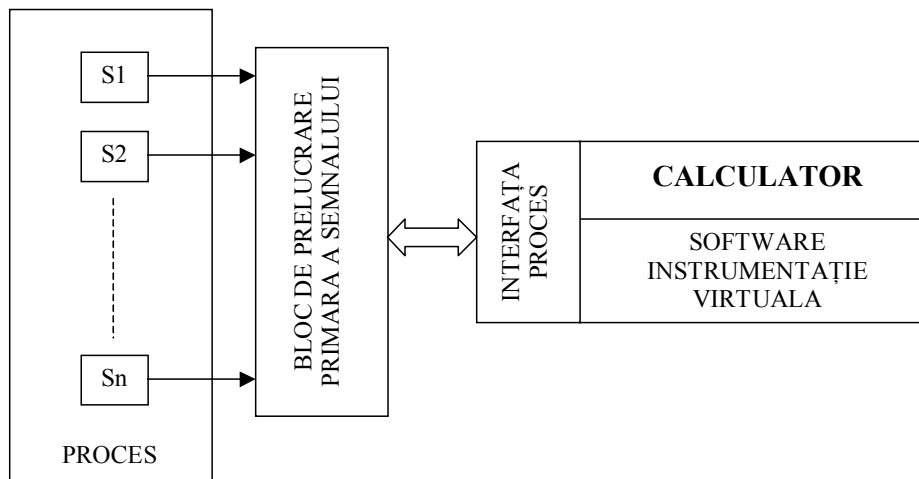 S1
S2
Sn
PROCES
BLOC DE PRELUCRARE
PRIMARA A SEMNALULUI
INTERFAȚA
PROCES
CALCULATOR
SOFTWARE
INSTRUMENTAȚIE
VIRTUALA